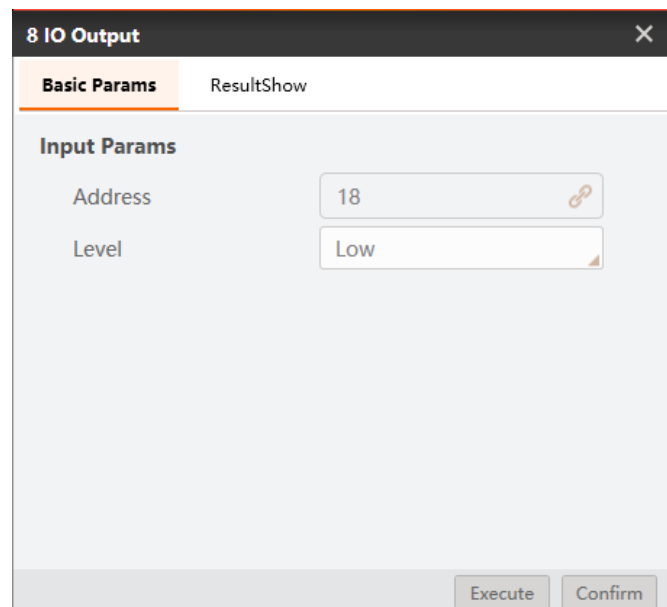 8 IO Output
Basic Params ResultShow
Input Params
Address 18
Level Low
Execute Confirm